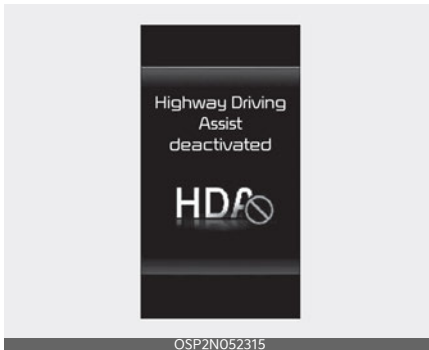 Highway Driving
Assist
deactivated
HDA
OSP2N052315